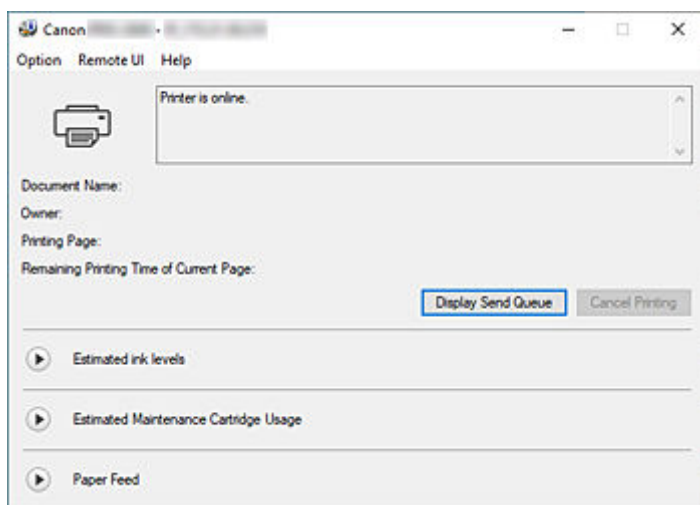 Canon -
Option Remote UI Help
Printer is online.
Document Name:
Owner:
Printing Page:
Remaining Printing Time of Current Page:
Display Send Queue Cancel Printing
Estimated ink levels
Estimated Maintenance Cartridge Usage
Paper Feed